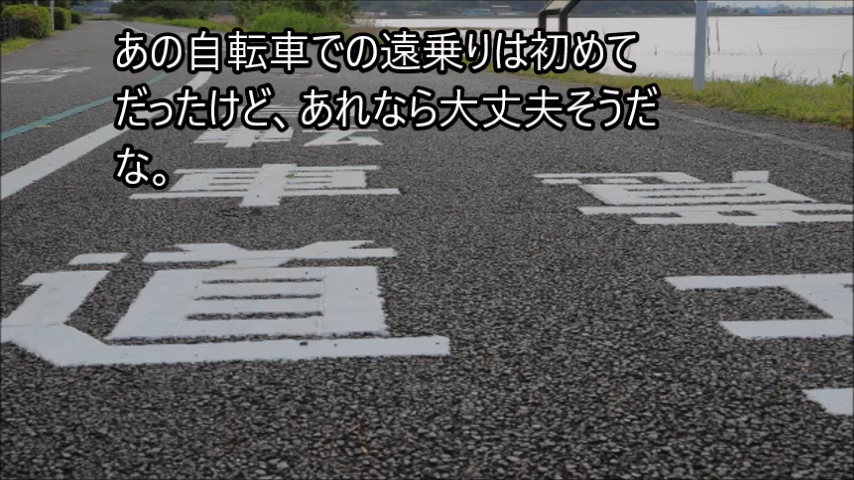 あの自転車での遠乗りは初めて
だったけど、あれなら大丈夫そうだ
な。
転
車
道